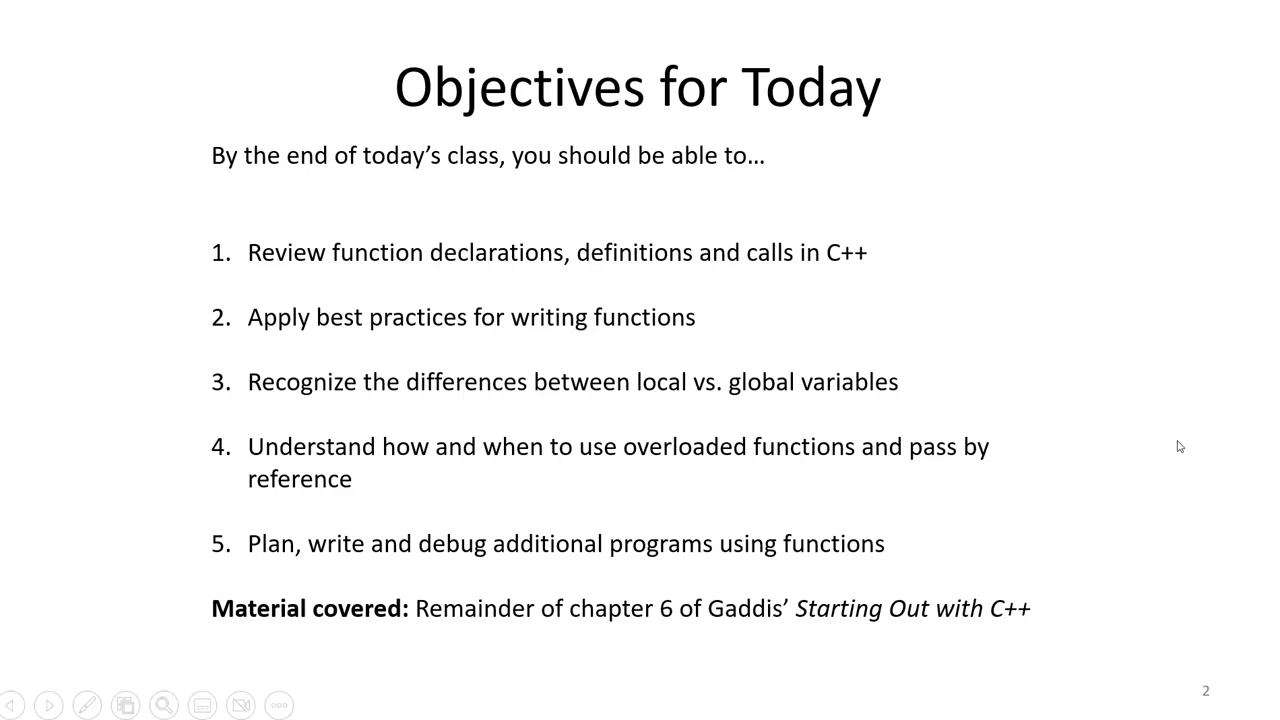 Objectives for Today
By the end of today’s class, you should be able to…
1. Review function declarations, definitions and calls in C++
2. Apply best practices for writing functions
3. Recognize the differences between local vs. global variables
4. Understand how and when to use overloaded functions and pass by
reference
5. Plan, write and debug additional programs using functions
Material covered: Remainder of chapter 6 of Gaddis’ Starting Out with C++
2